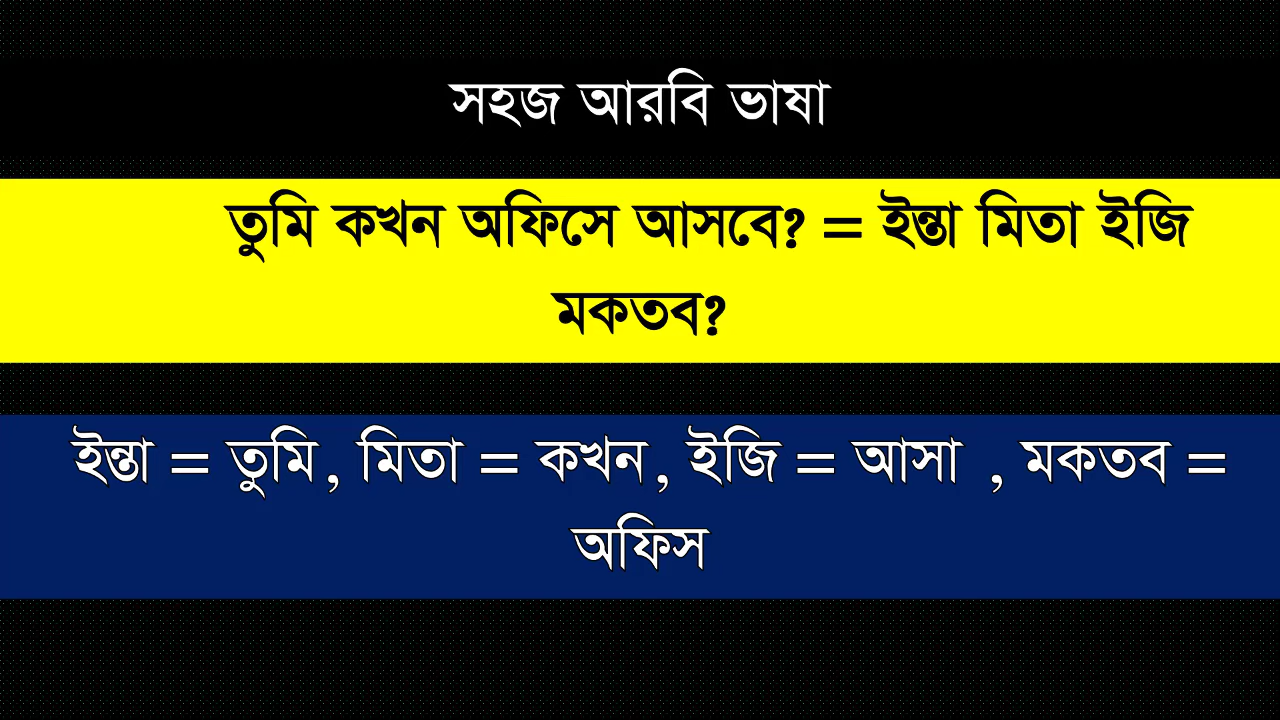 সহজ আরবি ভাষা
তুমি কখন অফিসে আসবে? = ইন্তা মিতা ইজি
মকতব?
ইন্তা = তুমি, মিতা = কখন, ইজি = আসা , মকতব =
অফিস